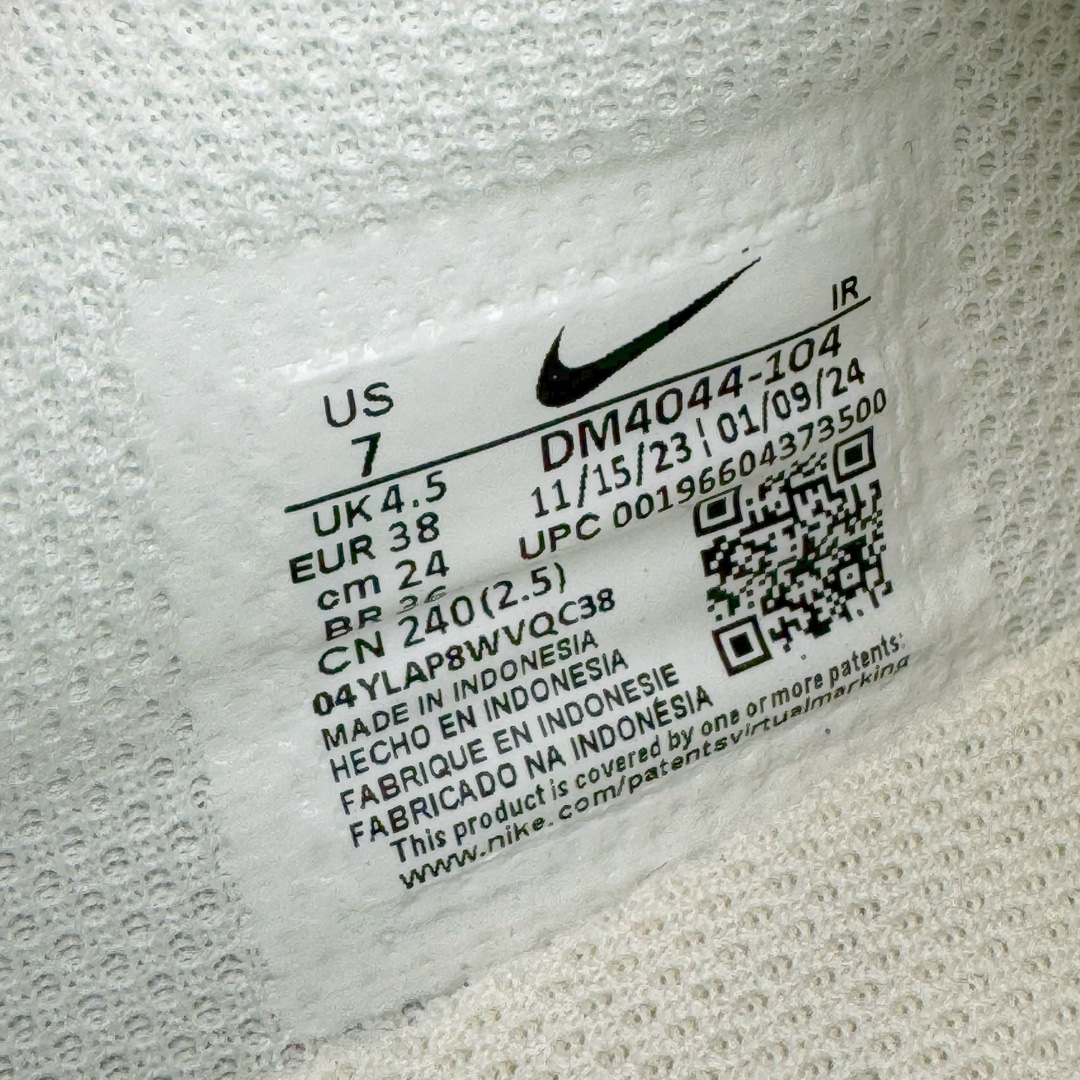 IR
US
7
DM4044-104
11/15/23 | 01/09/24
UPC 00196604373500
UK 4.5
EUR 38
cm 24
BR 36
CN 240(2.5)
04YLAP8WVQC38
MADE IN INDONESIA
HECHO EN INDONESIA
FABRIQUE EN INDONESIE
FABRICADO NA INDONÉSIA
This product is covered by one or more patents:
www.nike.com/patentsvirtualmarking